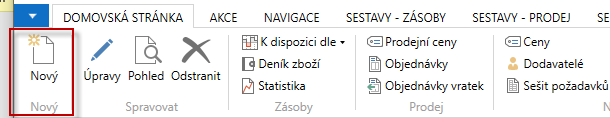 DOMOVSKÁ STRÁNKA AKCE NAVIGACE SESTAVY - ZÁSOBY SESTAVY - PRODEJ
Nový
Nový
Úpravy Pohled Odstranit
Spravovat
K dispozici dle
Deník zboží
Statistika
Zásoby
Prodejní ceny
Objednávky
Objednávky vratek
Prodej
Ceny
Dodavatelé
Sešit požadavků